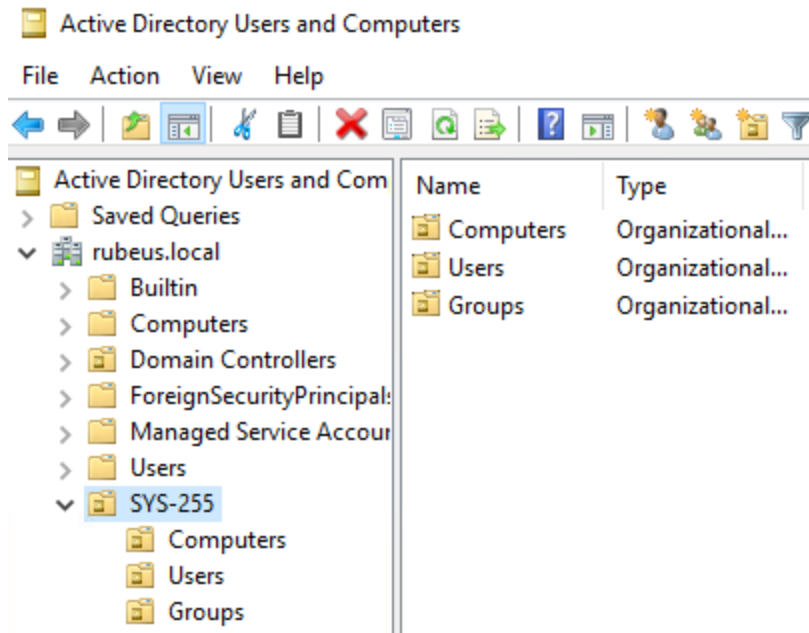 Active Directory Users and Computers
File Action View Help
Active Directory Users and Com
Saved Queries
rubeus.local
Builtin
Computers
Domain Controllers
ForeignSecurityPrincipals
Managed Service Accour
Users
SYS-255
Computers
Users
Groups
Name Type
Computers Organizational...
Users Organizational...
Groups Organizational...